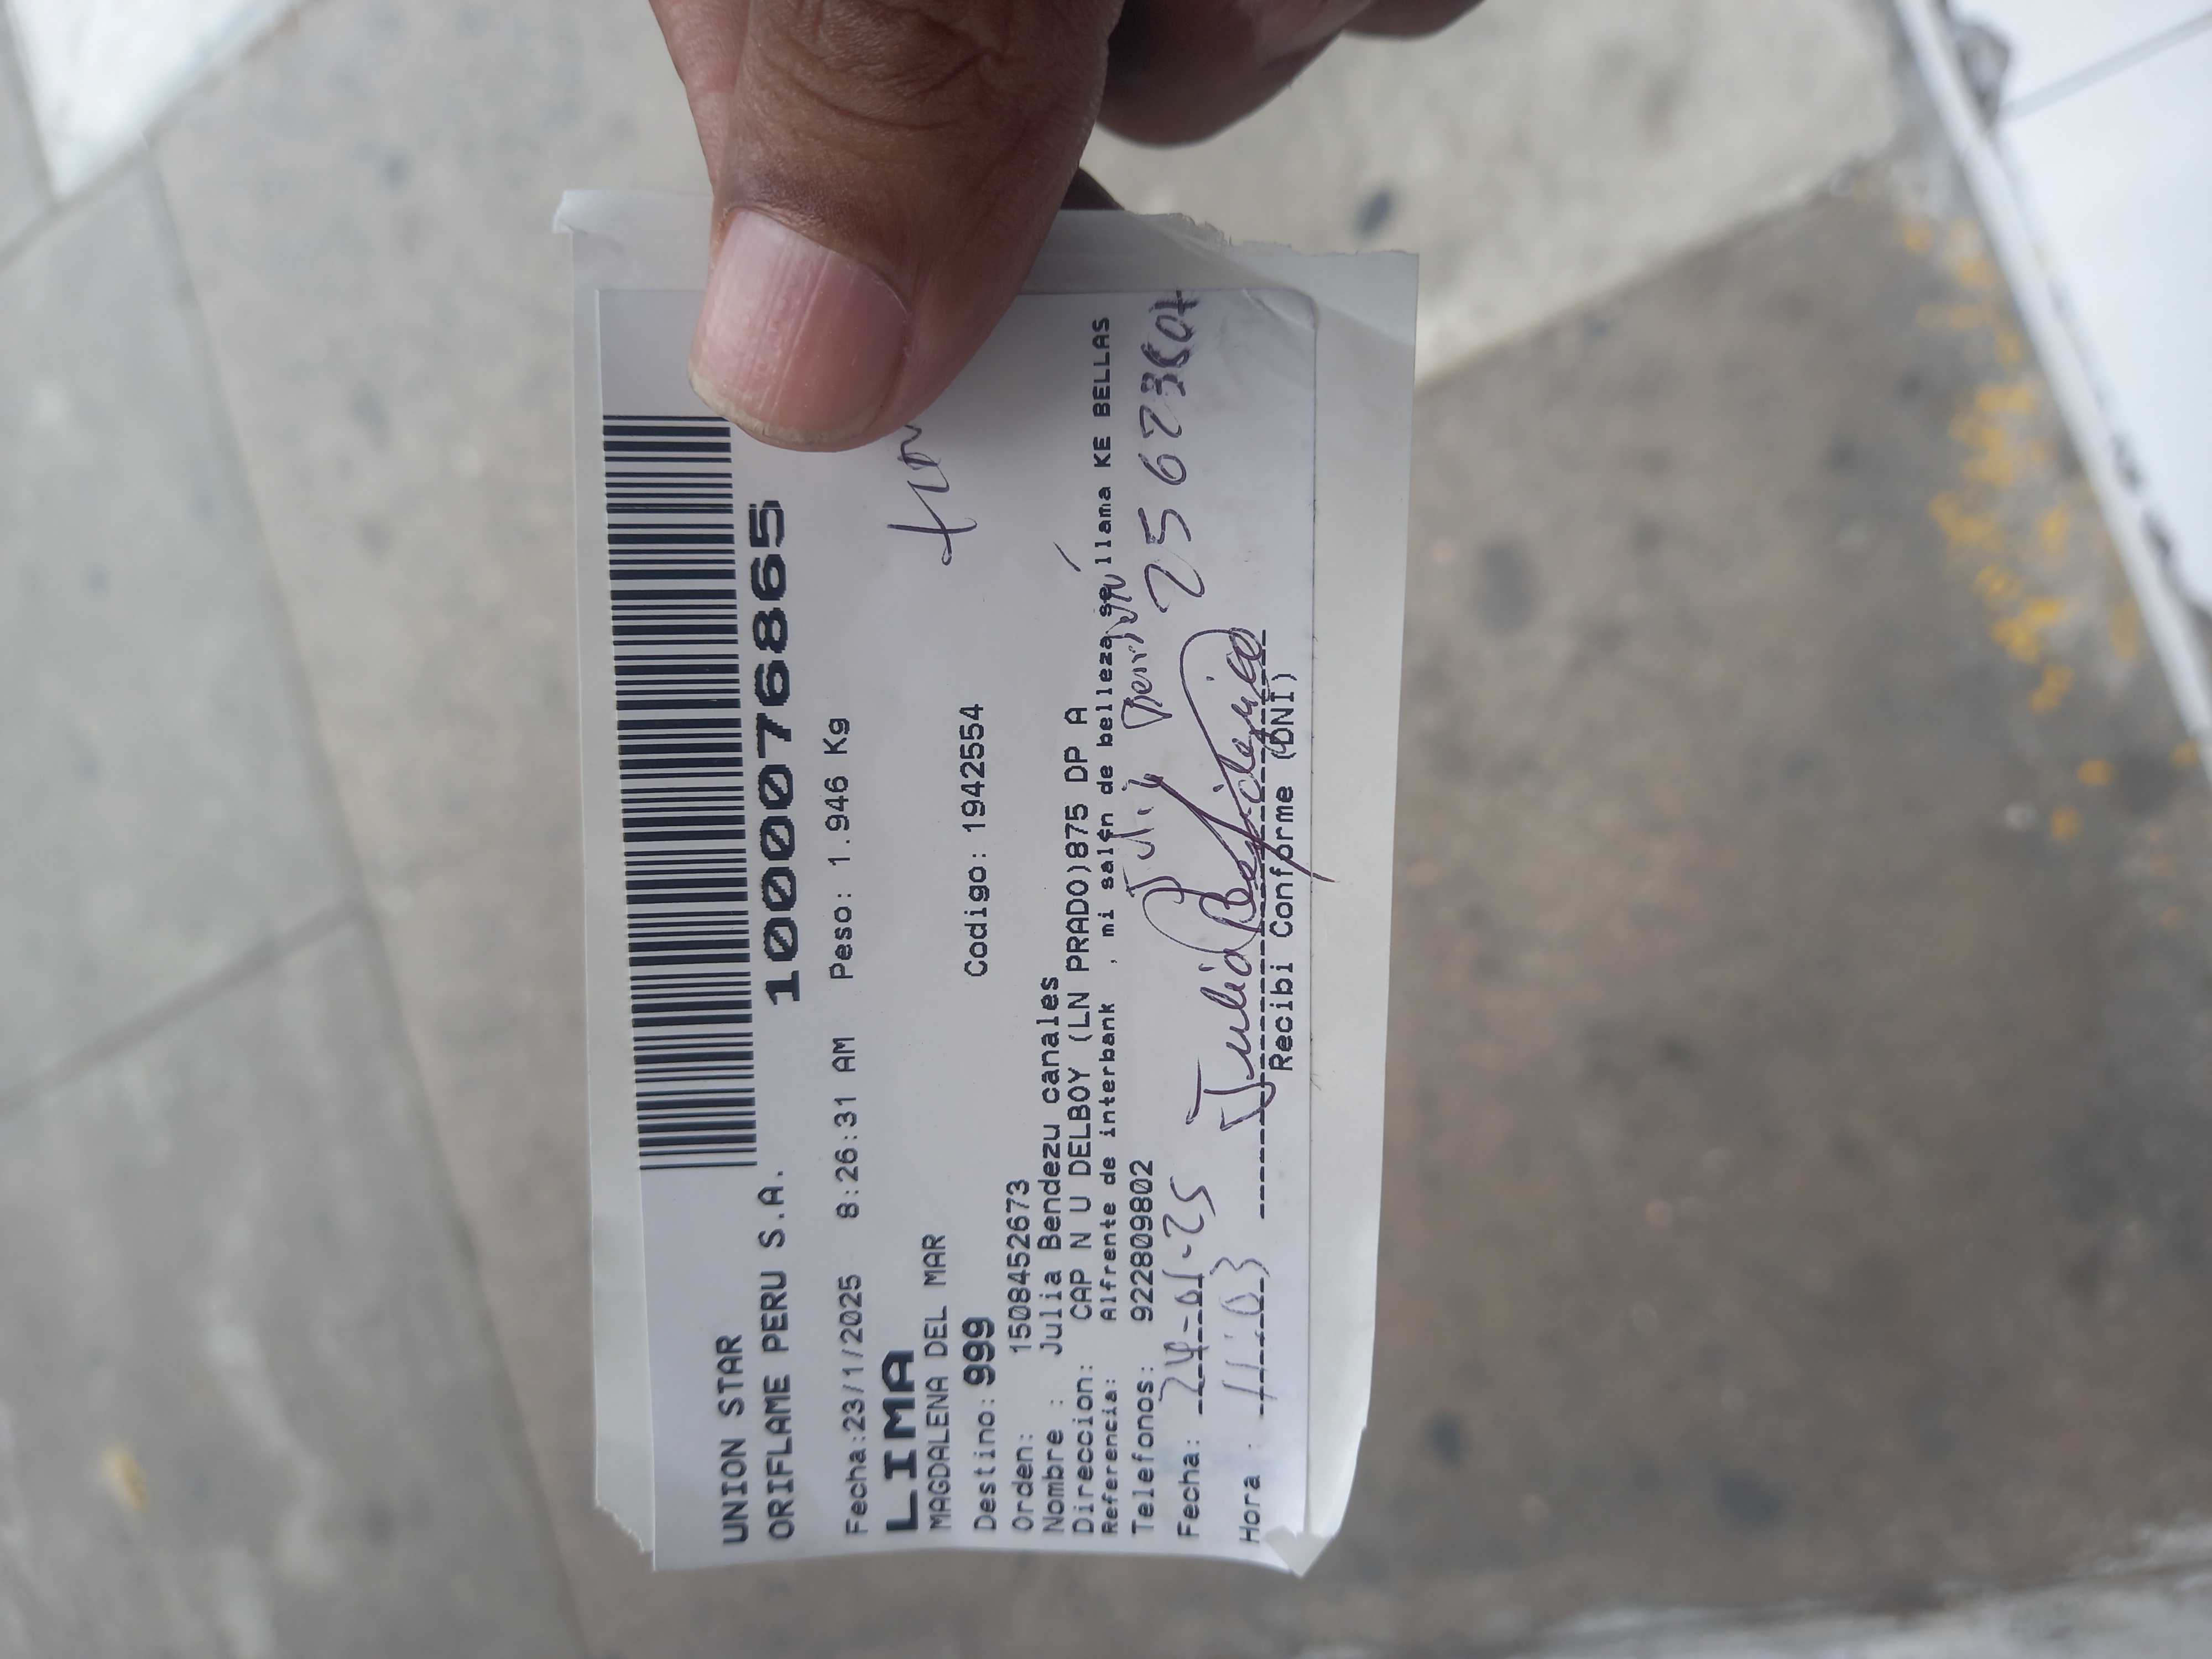 UNION STAR
ORIFLAME PERU S.A.
1000076865
Fecha:23/1/2025 8:26:31 AM Peso: 1.946 Kg
LIMA
MAGDALENA DEL MAR
Destino: 999 Codigo: 1942554
Orden: 1508452673
Nombre : Julia Bendezu canales
Direccion: CAP N U DELBOY (LN PRADO)875 DP A
Referencia: Alfrente de interbank , mi salón de belleza se llama KE BELLAS
Telefonos: 922809802
Fecha: 24-01-25
Hora : 11:03
Recibi Conforme (DNI)